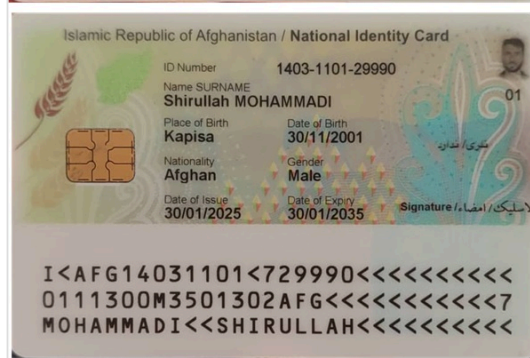 Islamic Republic of Afghanistan / National Identity Card
ID Number 1403-1101-29990
Name SURNAME
Shirullah MOHAMMADI
01
Place of Birth Date of Birth
Kapisa 30/11/2001
Nationality Gender
Afghan Male
Date of Issue Date of Expiry
30/01/2025 30/01/2035
Signature / امضاء / لاسلیک
I<AFG14031101<729990<<<<<<<<<<
0111300M3501302AFG<<<<<<<<<<<7
MOHAMMADI<<SHIRULLAH<<<<<<<<<<